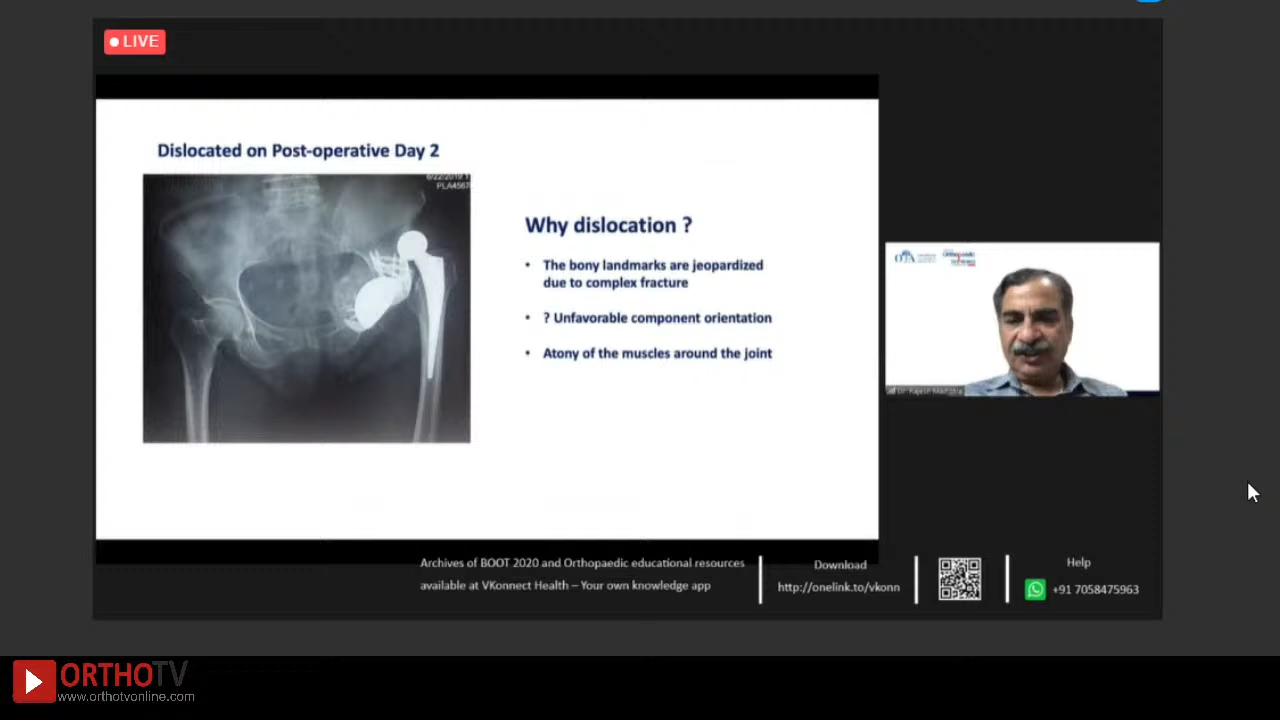 LIVE
Dislocated on Post-operative Day 2
Why dislocation ?
• The bony landmarks are jeopardized
due to complex fracture
• ? Unfavorable component orientation
• Atony of the muscles around the joint
OTA
Archives of BOOT 2020 and Orthopaedic educational resources
available at VKonnect Health – Your own knowledge app
Download
http://onelink.to/vkonn
Help
+91 7058475963
ORTHOTV
www.orthotvonline.com